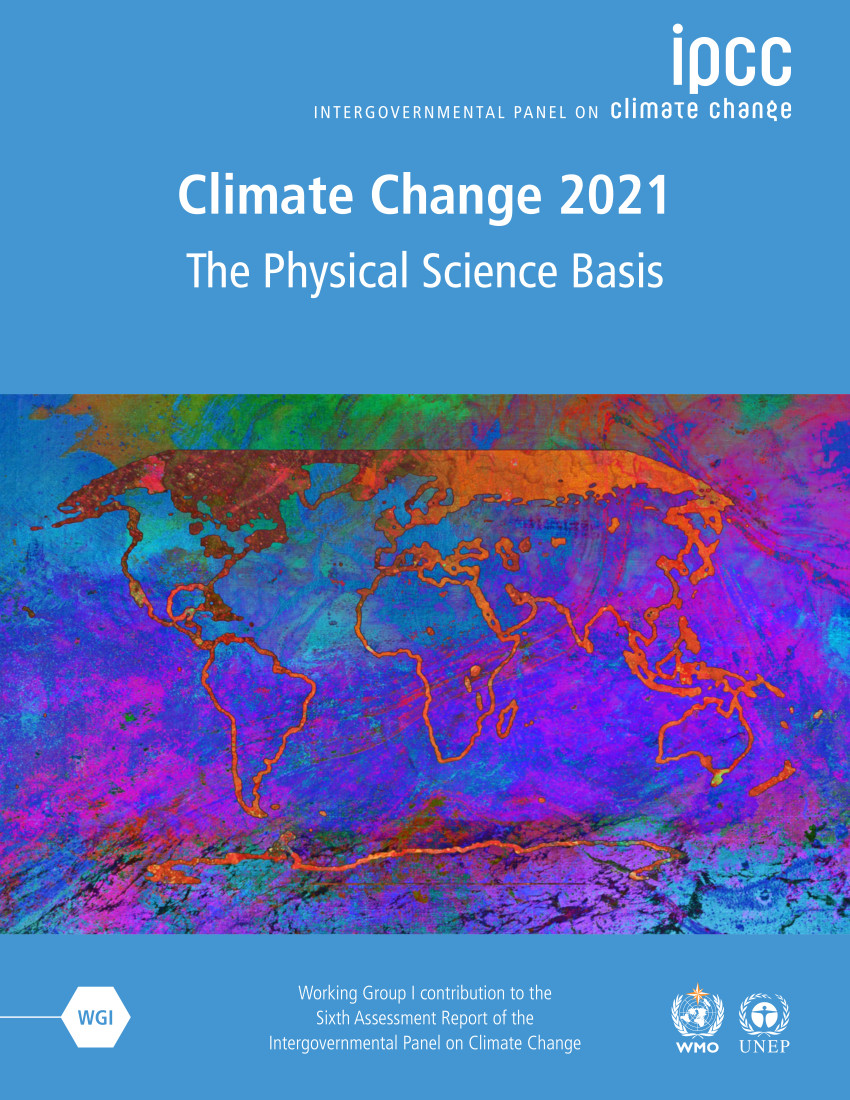 ipcc
INTERGOVERNMENTAL PANEL ON climate change
Climate Change 2021
The Physical Science Basis
WGI
Working Group I contribution to the
Sixth Assessment Report of the
Intergovernmental Panel on Climate Change
WMO
UNEP